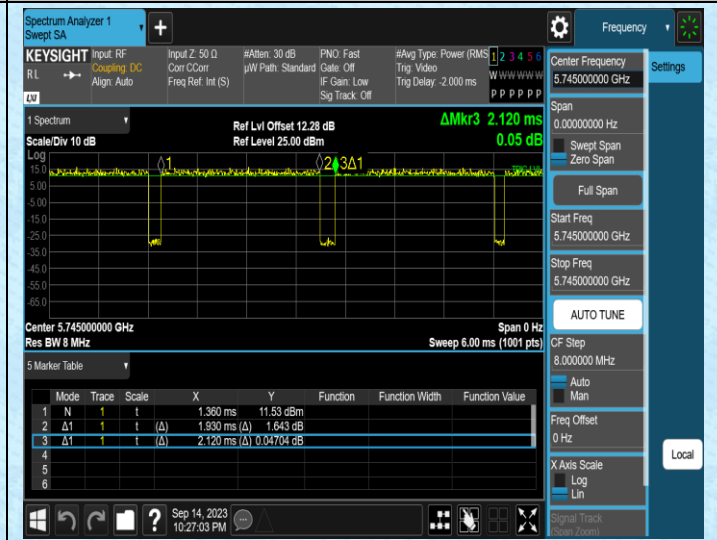 Spectrum Analyzer 1
Swept SA
+
Frequency
KEYSIGHT
RL
LXI
Input: RF
Coupling: DC
Align: Auto
Input Z: 50 Ω
Corr CCorr
Freq Ref: Int (S)
#Atten: 30 dB
µW Path: Standard
PNO: Fast
Gate: Off
IF Gain: Low
Sig Track: Off
#Avg Type: Power (RMS
Trig: Video
Trig Delay: -2.000 ms
1 2 3 4 5 6
W W W W W W
P P P P P P
Center Frequency
5.745000000 GHz
Settings
1 Spectrum
Scale/Div 10 dB
Ref Lvl Offset 12.28 dB
Ref Level 25.00 dBm
ΔMkr3 2.120 ms
0.05 dB
Span
0.00000000 Hz
Swept Span
Zero Span
Log
15.0
5.00
-5.00
-15.0
-25.0
-35.0
-45.0
-55.0
-65.0
1
2
3Δ1
Full Span
Start Freq
5.745000000 GHz
Stop Freq
5.745000000 GHz
AUTO TUNE
Center 5.745000000 GHz
Res BW 8 MHz
Span 0 Hz
Sweep 6.00 ms (1001 pts)
CF Step
8.000000 MHz
Auto
Man
5 Marker Table
Mode Trace Scale X Y Function Function Width Function Value
1 N 1 t 1.360 ms 11.53 dBm
2 Δ1 1 t (Δ) 1.930 ms (Δ) 1.643 dB
3 Δ1 1 t (Δ) 2.120 ms (Δ) 0.04704 dB
4
5
6
Freq Offset
0 Hz
X Axis Scale
Log
Lin
Local
Signal Track
(Span Zoom)
?
Sep 14, 2023
10:27:03 PM